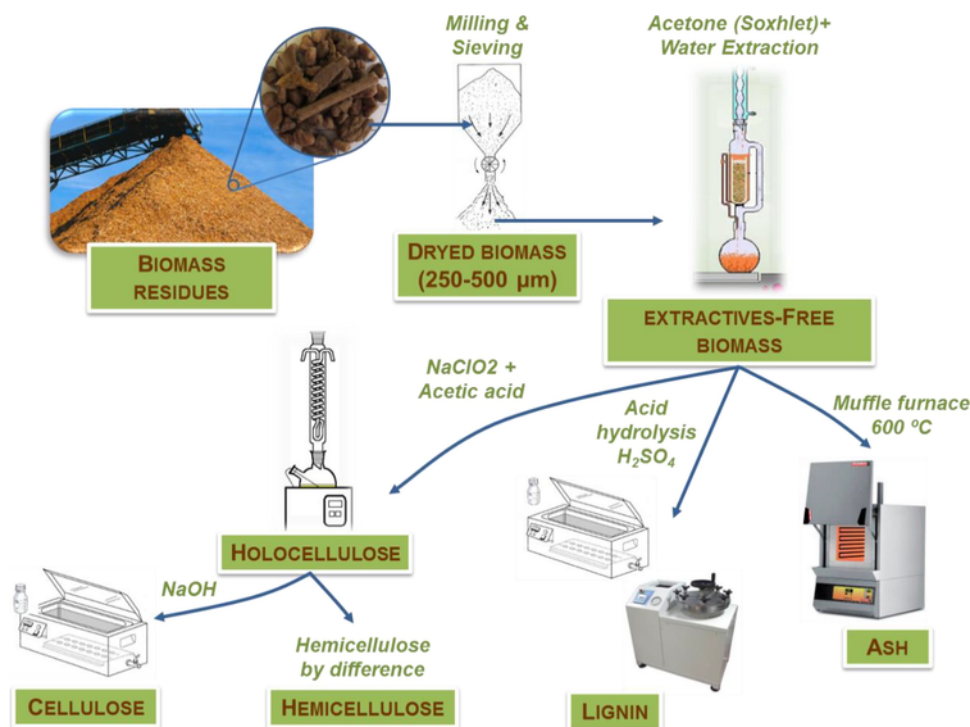 Milling &
Sieving
Acetone (Soxhlet)+
Water Extraction
BIOMASS
RESIDUES
DRYED BIOMASS
(250-500 µm)
EXTRACTIVES-FREE
BIOMASS
NaClO2 +
Acetic acid
Acid
hydrolysis
H₂SO₄
Muffle furnace
600 ºC
HOLOCELLULOSE
NaOH
Hemicellulose
by difference
ASH
CELLULOSE
HEMICELLULOSE
LIGNIN